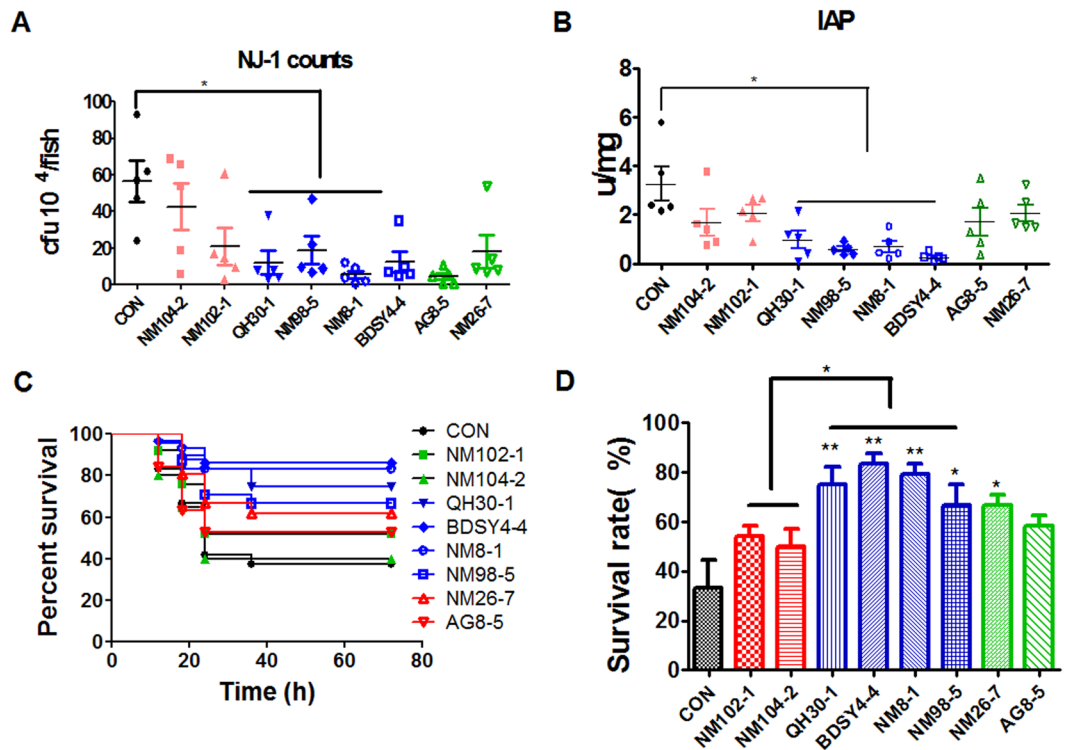 A
NJ-1 counts
cfu 10 4/fish
100
80
60
40
20
0
*
CON
NM104-2
NM102-1
QH30-1
NM98-5
NM8-1
BDSY4-4
AG8-5
NM26-7
B
IAP
u/mg
8
6
4
2
0
*
CON
NM104-2
NM102-1
QH30-1
NM98-5
NM8-1
BDSY4-4
AG8-5
NM26-7
C
Percent survival
100
80
60
40
20
0
0 20 40 60 80
Time (h)
CON
NM102-1
NM104-2
QH30-1
BDSY4-4
NM8-1
NM98-5
NM26-7
AG8-5
D
Survival rate( %)
100
80
60
40
20
0
*
** ** ** * *
CON
NM102-1
NM104-2
QH30-1
BDSY4-4
NM8-1
NM98-5
NM26-7
AG8-5